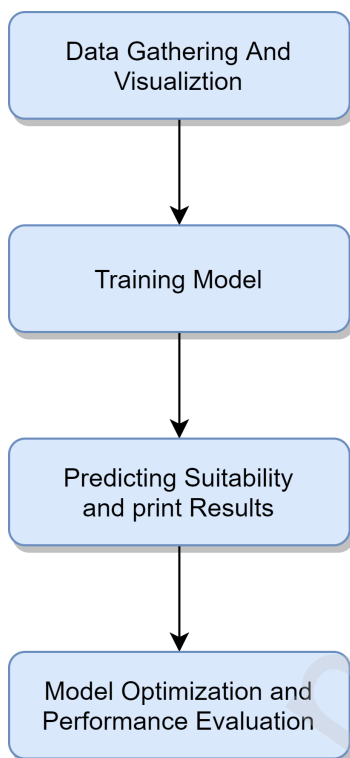 Data Gathering And
Visualiztion
Training Model
Predicting Suitability
and print Results
Model Optimization and
Performance Evaluation